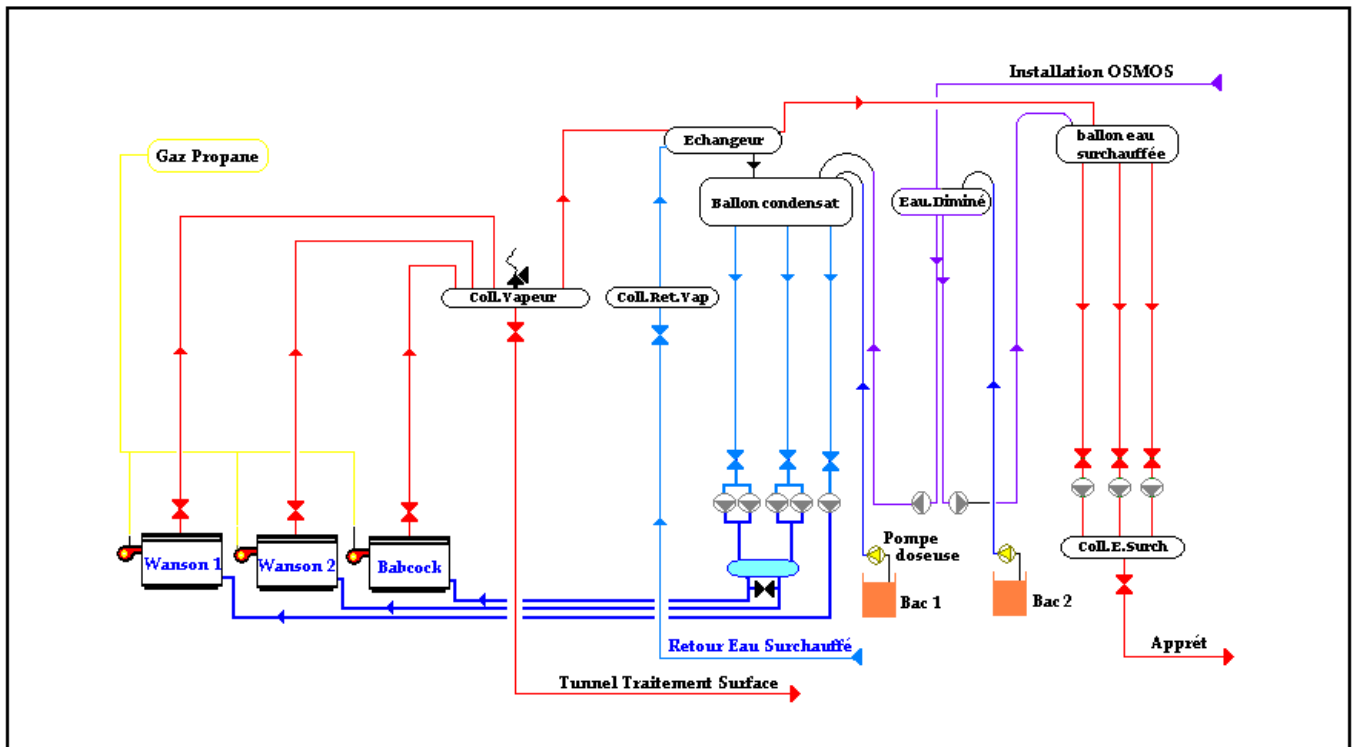 Installation OSMOS
Echangeur
ballon eau
surchauffée
Gaz Propane
Ballon condensat
Eau.Diminé
Coll.Vapeur
Coll.Ret.Vap
Pompe
doseuse
Coll.E.Surch
Wanson 1
Wanson 2
Babcock
Bac 1
Bac 2
Retour Eau Surchauffé
Apprét
Tunnel Traitement Surface